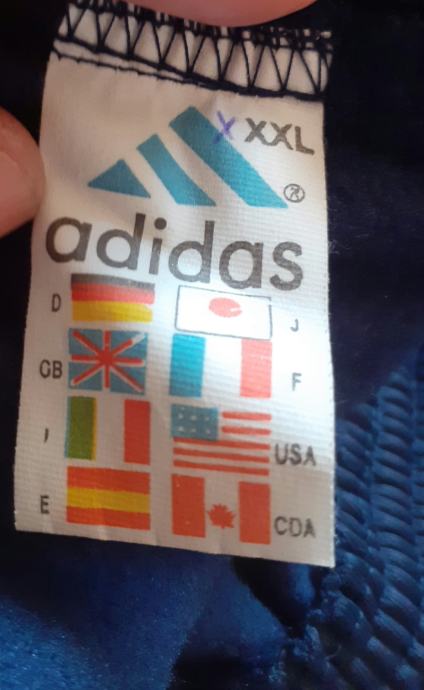 X XXL
®
adidas
D J
GB F
I USA
E CDA